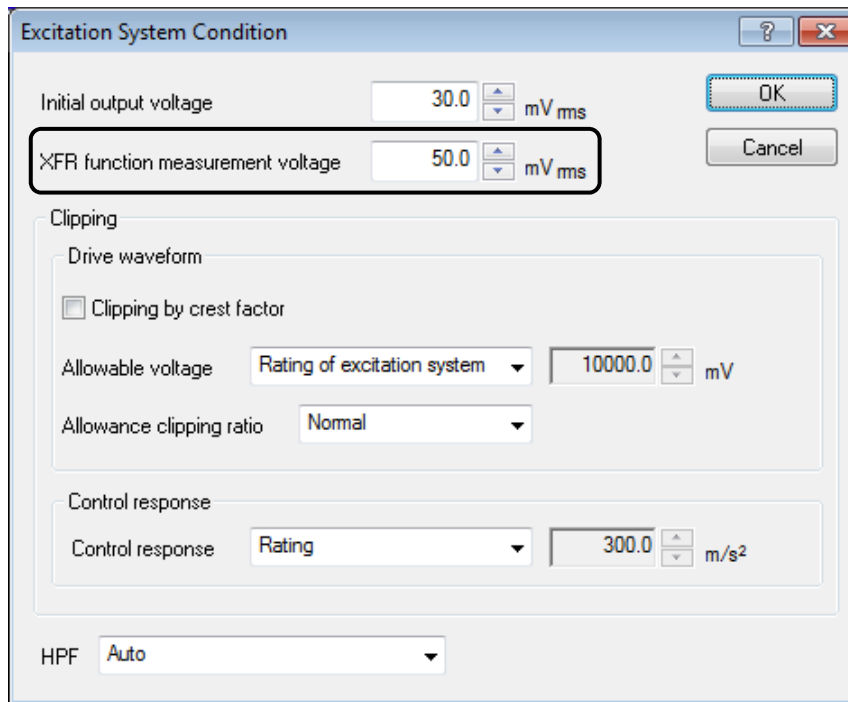 Excitation System Condition
Initial output voltage 30.0 mV rms OK
XFR function measurement voltage 50.0 mV rms Cancel
Clipping
Drive waveform
Clipping by crest factor
Allowable voltage Rating of excitation system 10000.0 mV
Allowance clipping ratio Normal
Control response
Control response Rating 300.0 m/s²
HPF Auto